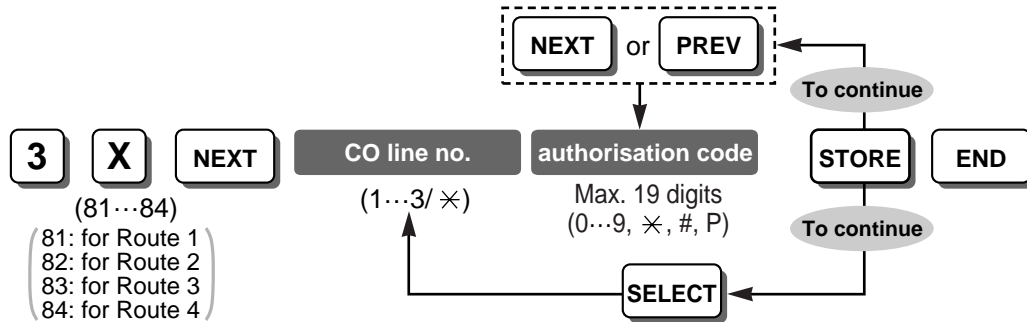 NEXT or PREV
To continue
3 X NEXT CO line no. authorisation code STORE END
(81⋯84)
(1⋯3/ ✳)
Max. 19 digits
(0⋯9, ✳, #, P)
81: for Route 1
82: for Route 2
83: for Route 3
84: for Route 4
To continue
SELECT